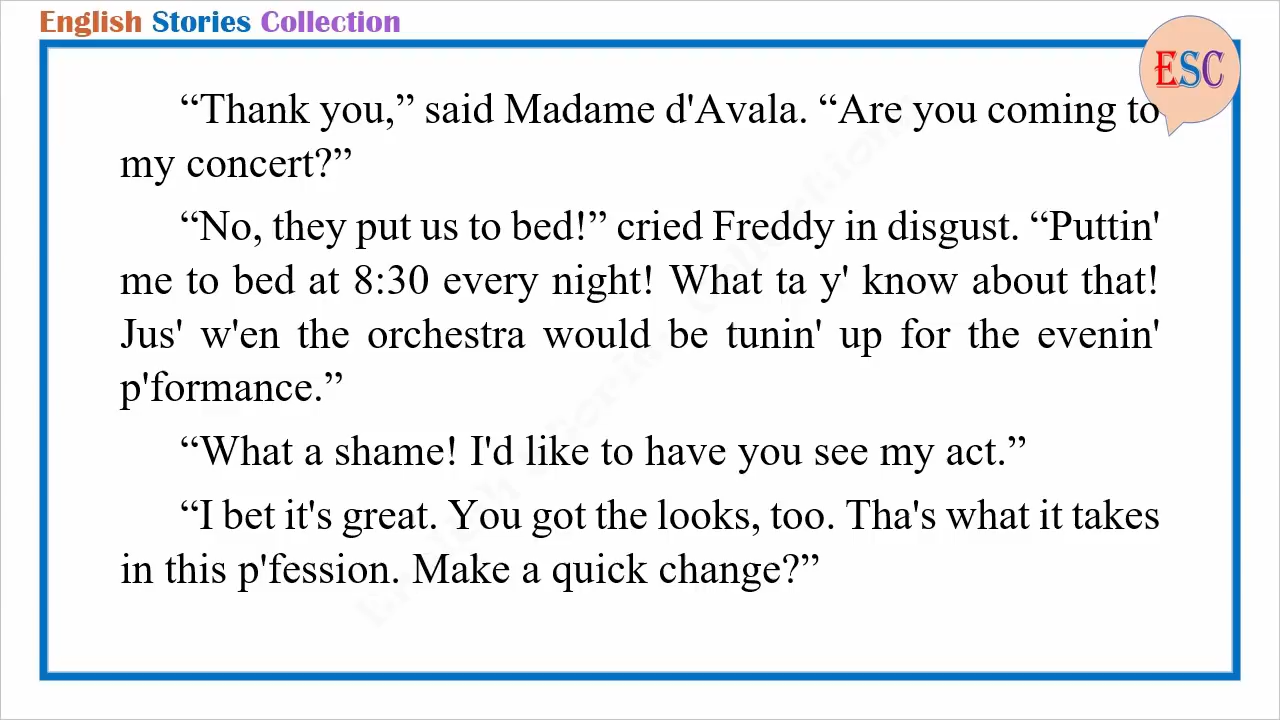 English Stories Collection
ESC
“Thank you,” said Madame d'Avala. “Are you coming to
my concert?”
“No, they put us to bed!” cried Freddy in disgust. “Puttin'
me to bed at 8:30 every night! What ta y' know about that!
Jus' w'en the orchestra would be tunin' up for the evenin'
p'formance.”
“What a shame! I'd like to have you see my act.”
“I bet it's great. You got the looks, too. Tha's what it takes
in this p'fession. Make a quick change?”
English Stories Collection